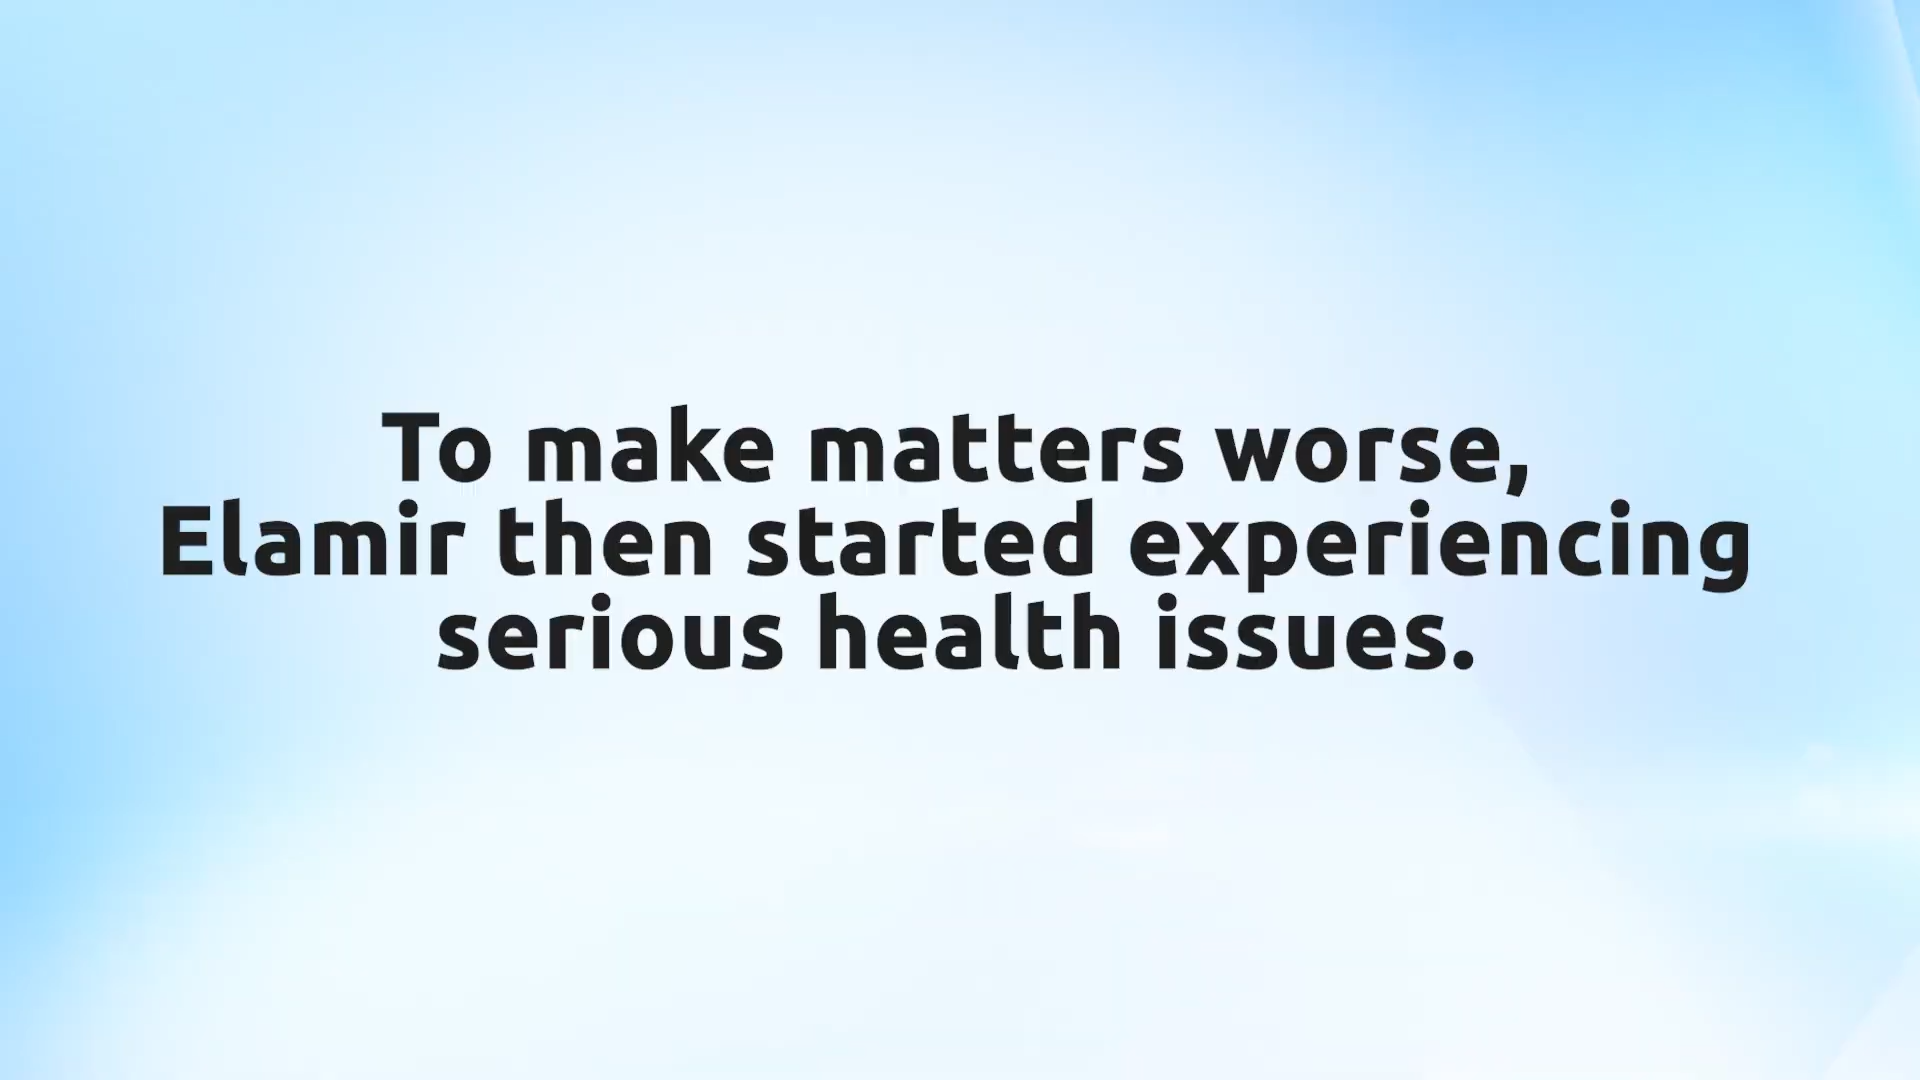 To make matters worse,
Elamir then started experiencing
serious health issues.